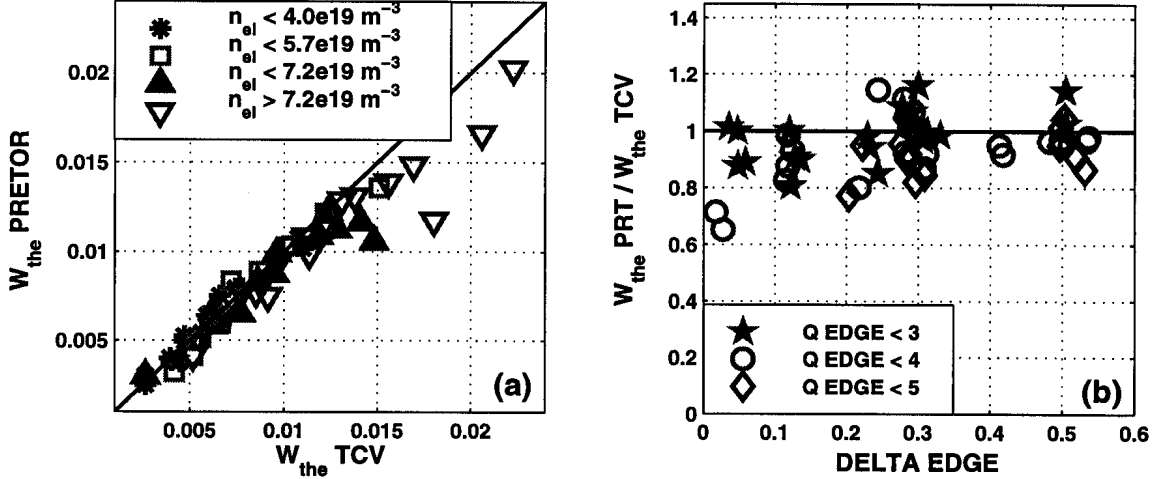 n_el < 4.0e19 m^-3
n_el < 5.7e19 m^-3
n_el < 7.2e19 m^-3
n_el > 7.2e19 m^-3
0.02
0.015
0.01
0.005
W_the PRETOR
(a)
0.005 0.01 0.015 0.02
W_the TCV
1.4
1.2
1
0.8
0.6
0.4
0.2
0
W_the PRT / W_the TCV
Q EDGE < 3
Q EDGE < 4
Q EDGE < 5
(b)
0 0.1 0.2 0.3 0.4 0.5 0.6
DELTA EDGE